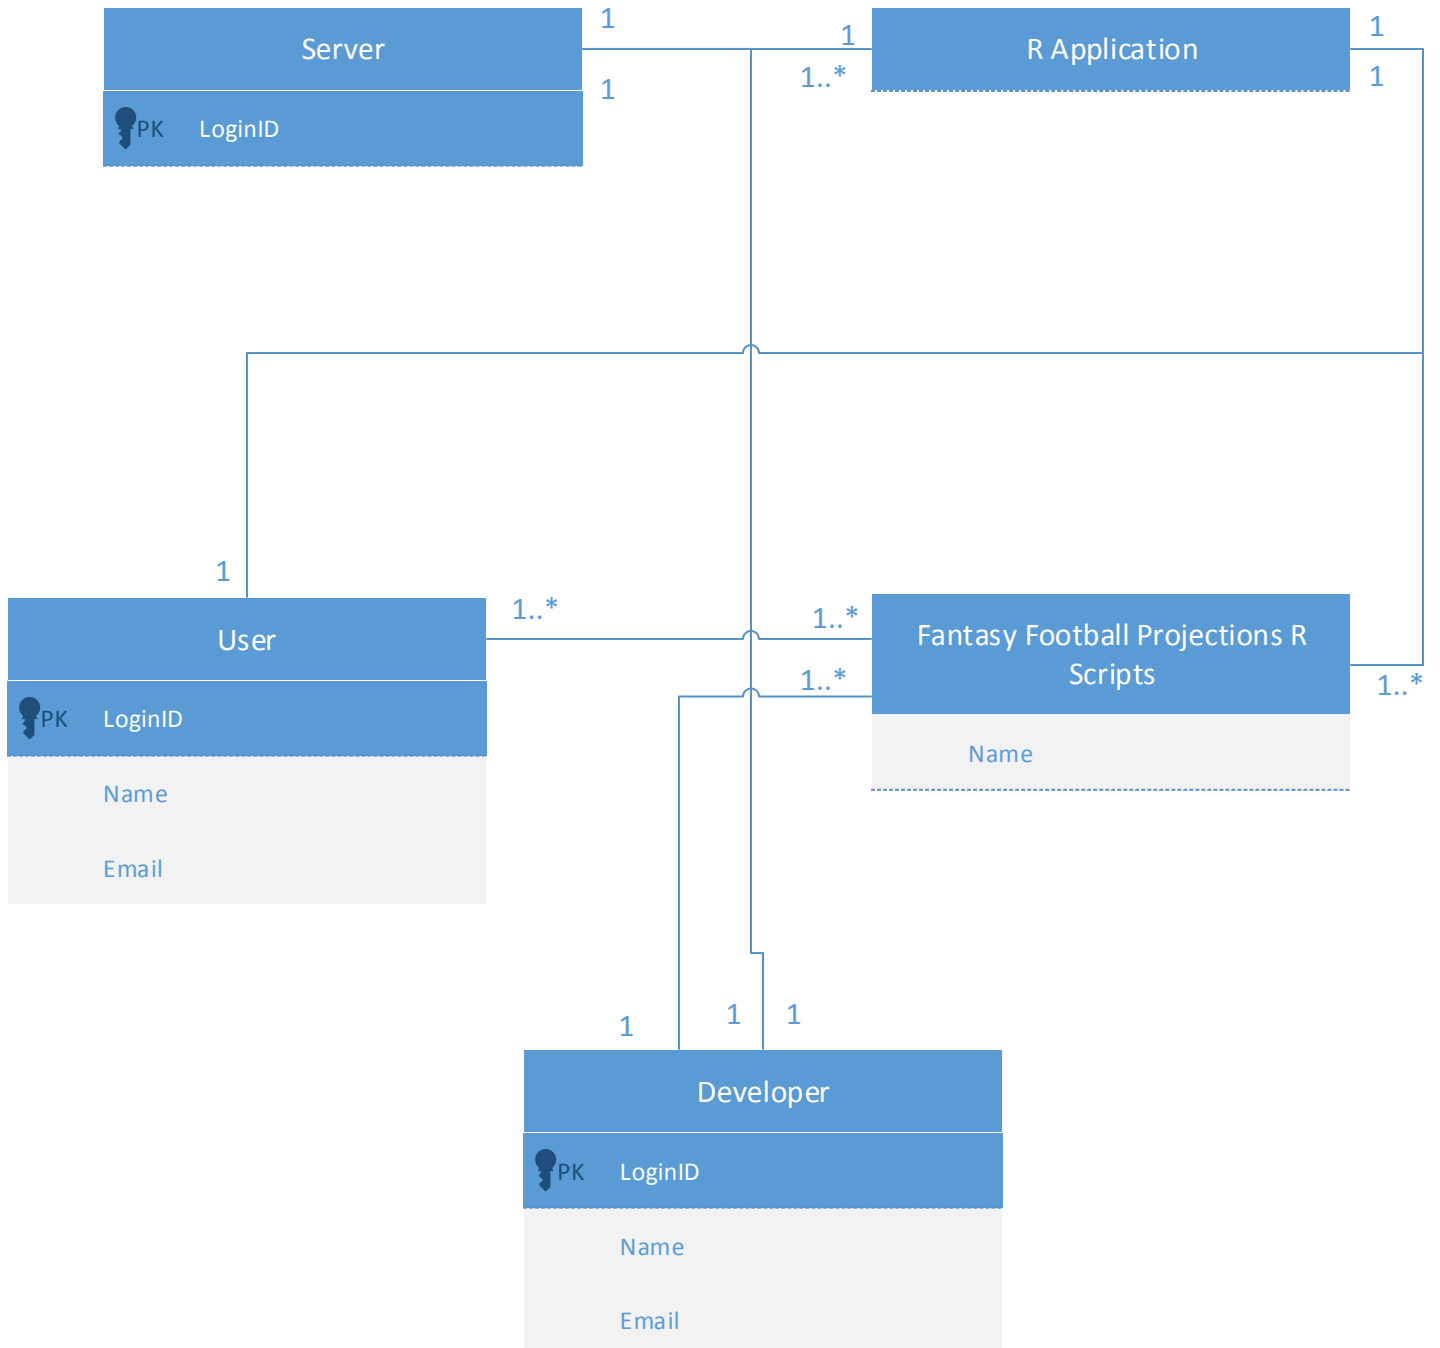 Server
1
1
PK LoginID
1
1..*
R Application
1
1
1
User
1..*
PK LoginID
Name
Email
1..*
1..*
Fantasy Football Projections R
Scripts
1..*
Name
1
1
1
Developer
PK LoginID
Name
Email